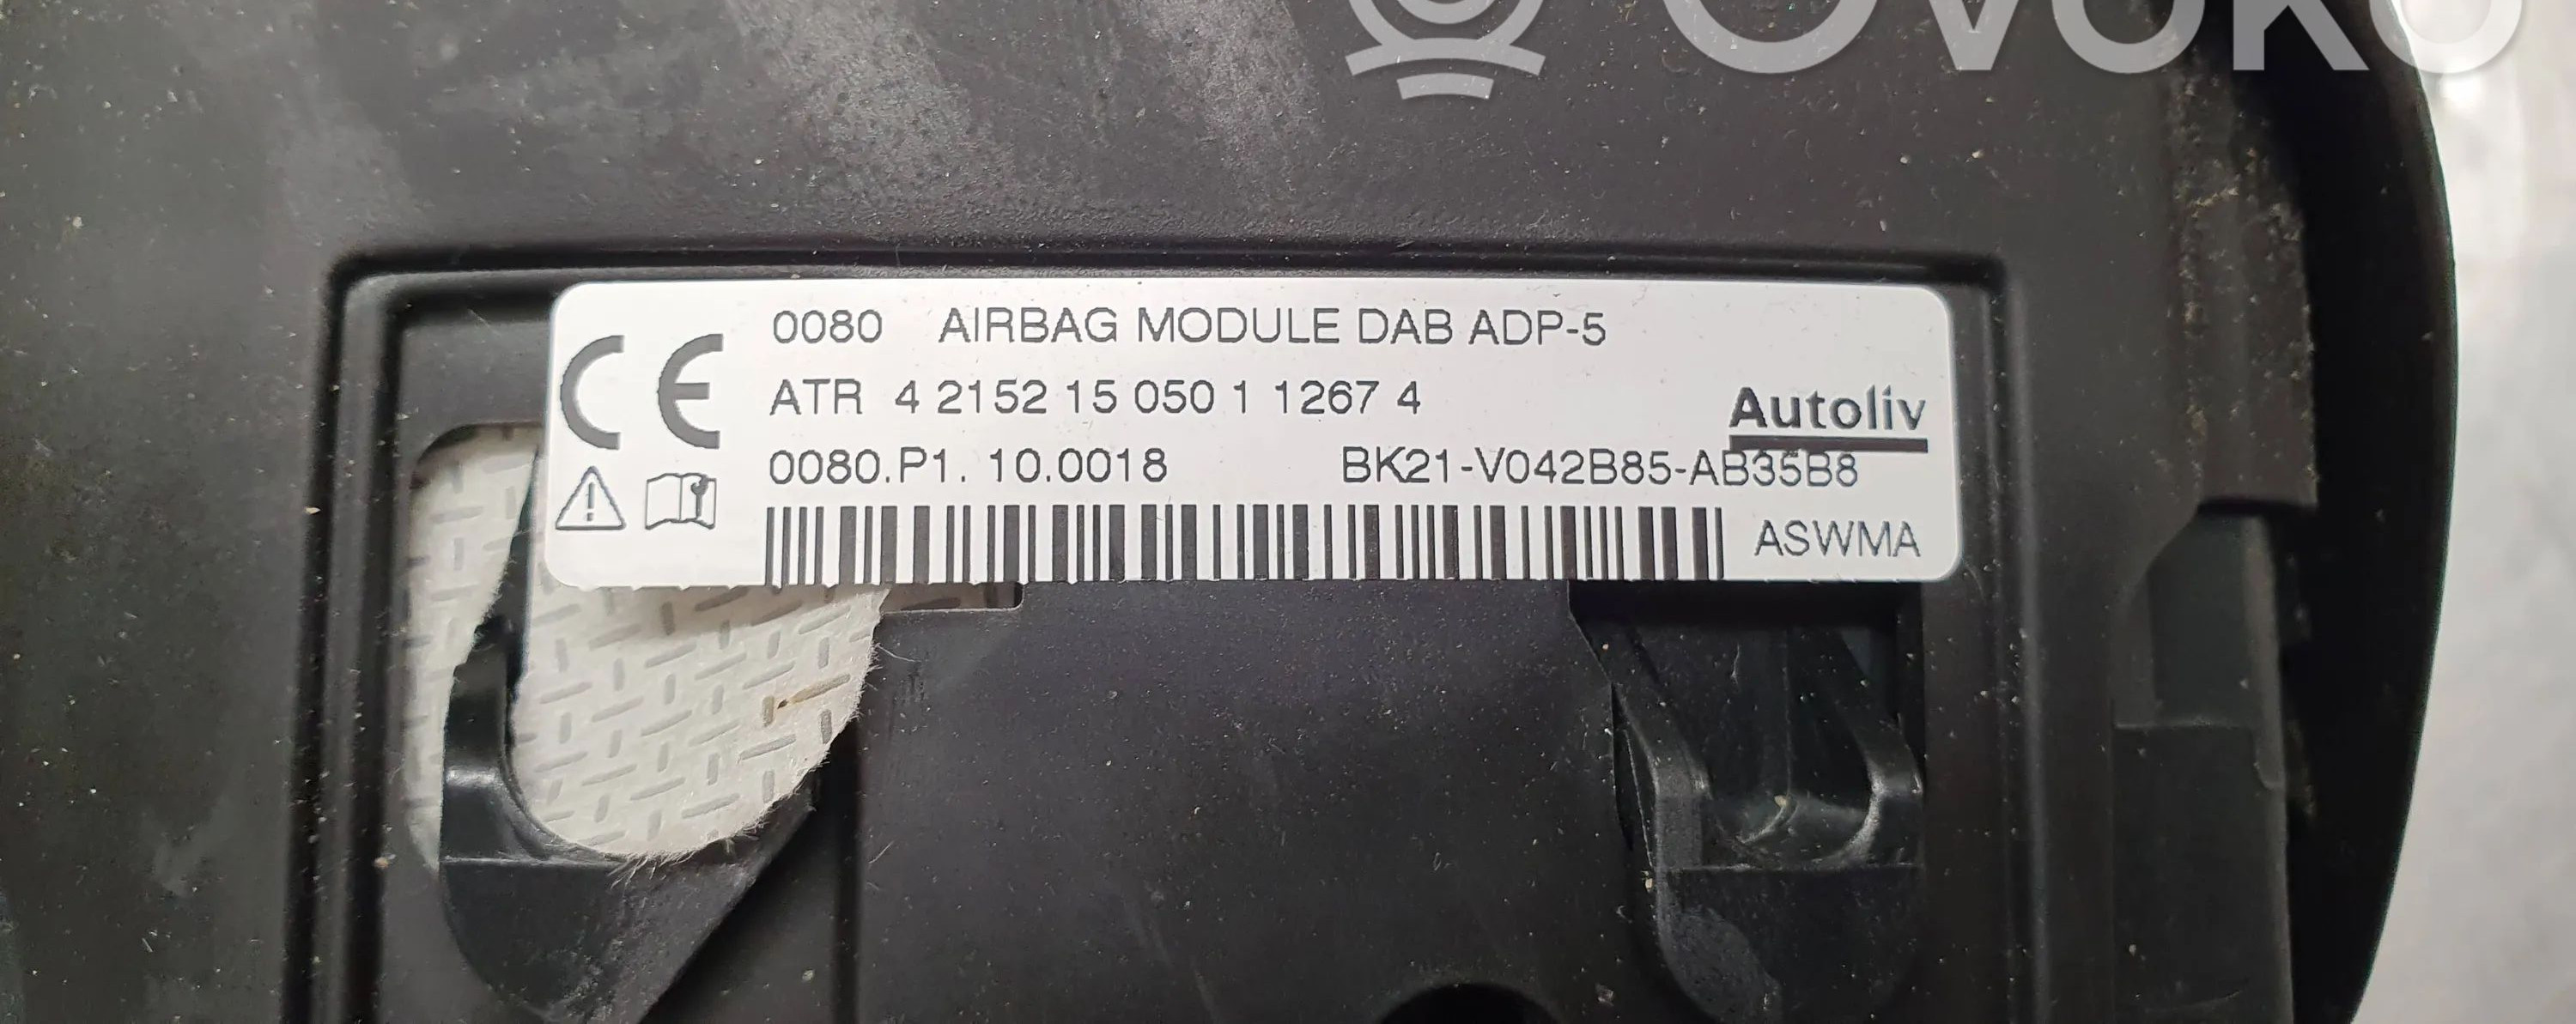 Ovoko
CE
0080 AIRBAG MODULE DAB ADP-5
ATR 4 2152 15 050 1 1267 4
Autoliv
0080.P1. 10.0018 BK21-V042B85-AB35B8
ASWMA